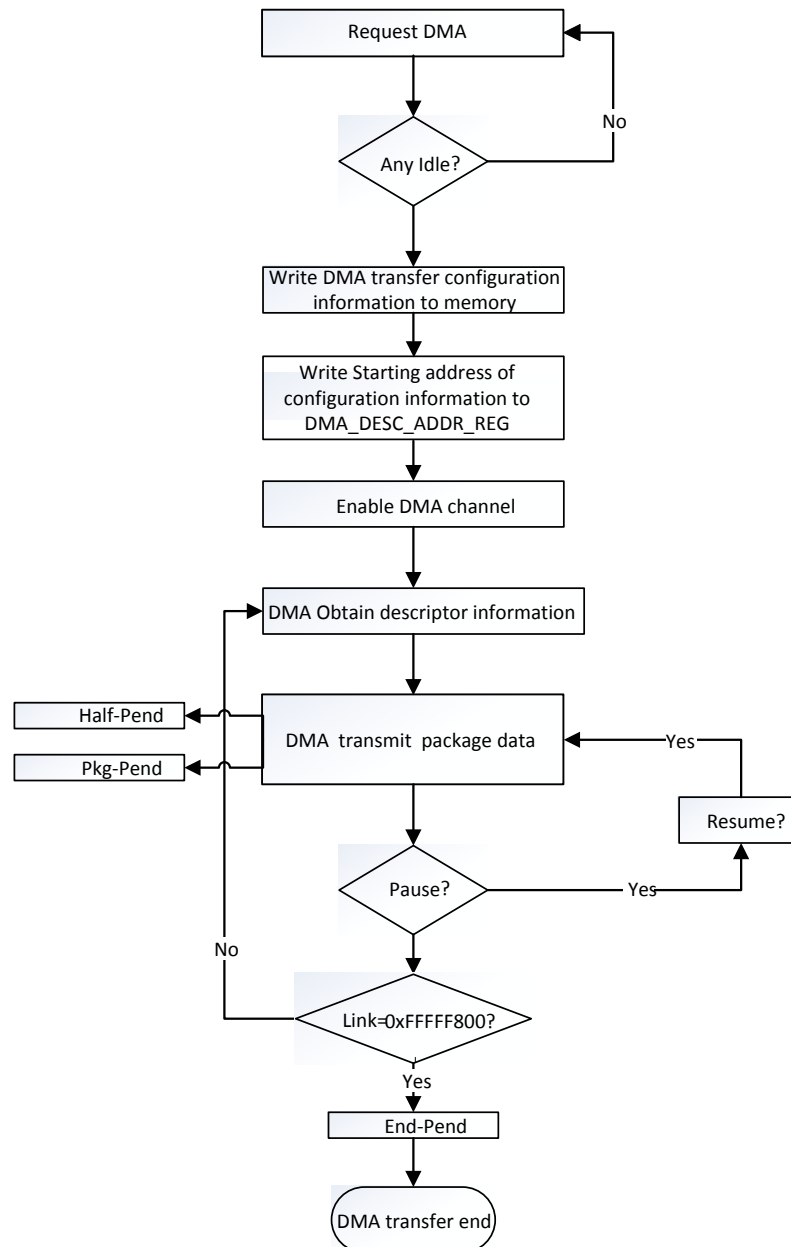 Request DMA
No
Any Idle?
Write DMA transfer configuration
information to memory
Write Starting address of
configuration information to
DMA_DESC_ADDR_REG
Enable DMA channel
DMA Obtain descriptor information
Half-Pend
DMA transmit package data
Yes
Pkg-Pend
Resume?
Pause?
Yes
No
Link=0xFFFFF800?
Yes
End-Pend
DMA transfer end